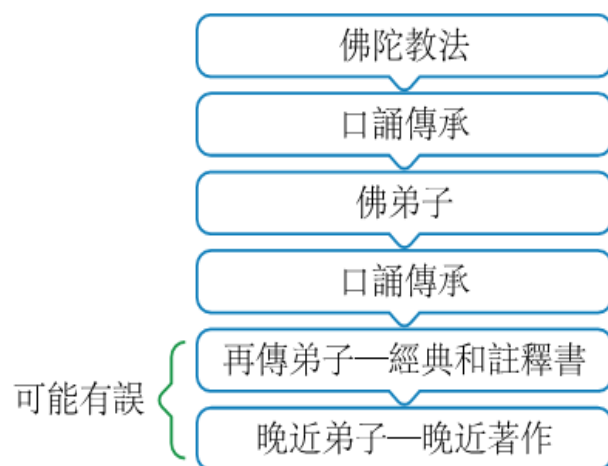 佛陀教法
口誦傳承
佛弟子
口誦傳承
再傳弟子—經典和註釋書
可能有誤
晚近弟子—晚近著作